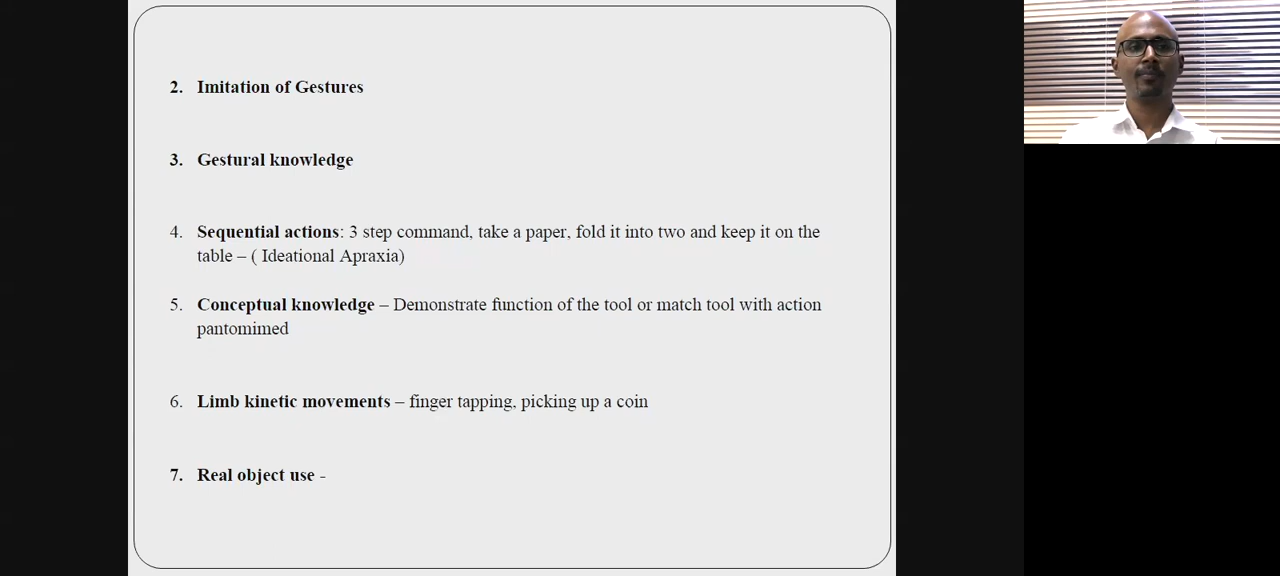 2. Imitation of Gestures
3. Gestural knowledge
4. Sequential actions: 3 step command, take a paper, fold it into two and keep it on the
table – ( Ideational Apraxia)
5. Conceptual knowledge – Demonstrate function of the tool or match tool with action
pantomimed
6. Limb kinetic movements – finger tapping, picking up a coin
7. Real object use -